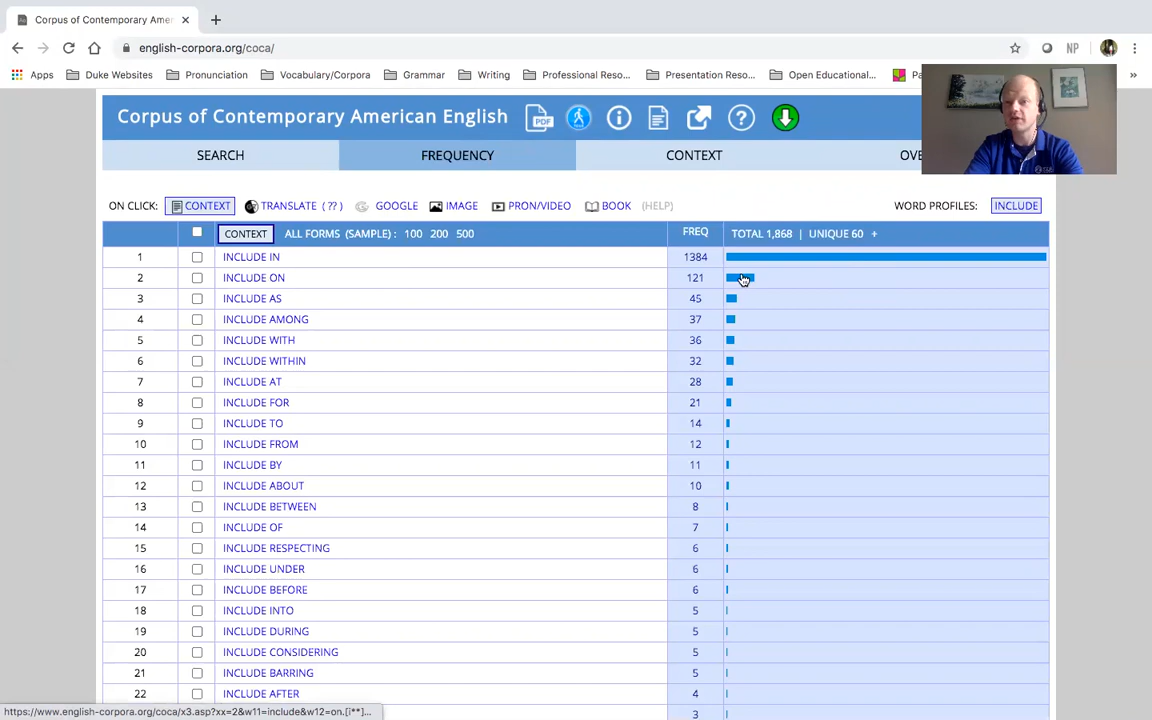 Corpus of Contemporary Amer
english-corpora.org/coca/
NP
Apps Duke Websites Pronunciation Vocabulary/Corpora Grammar Writing Professional Reso... Presentation Reso... Open Educational... Pa
Corpus of Contemporary American English
PDF
SEARCH FREQUENCY CONTEXT OV
ON CLICK: CONTEXT TRANSLATE (??) GOOGLE IMAGE PRON/VIDEO BOOK (HELP) WORD PROFILES: INCLUDE
CONTEXT ALL FORMS (SAMPLE): 100 200 500 FREQ TOTAL 1,868 | UNIQUE 60 +
1 INCLUDE IN 1384
2 INCLUDE ON 121
3 INCLUDE AS 45
4 INCLUDE AMONG 37
5 INCLUDE WITH 36
6 INCLUDE WITHIN 32
7 INCLUDE AT 28
8 INCLUDE FOR 21
9 INCLUDE TO 14
10 INCLUDE FROM 12
11 INCLUDE BY 11
12 INCLUDE ABOUT 10
13 INCLUDE BETWEEN 8
14 INCLUDE OF 7
15 INCLUDE RESPECTING 6
16 INCLUDE UNDER 6
17 INCLUDE BEFORE 6
18 INCLUDE INTO 5
19 INCLUDE DURING 5
20 INCLUDE CONSIDERING 5
21 INCLUDE BARRING 5
22 INCLUDE AFTER 4
3
https://www.english-corpora.org/coca/x3.asp?xx=2&w11=include&w12=on.[i**]...